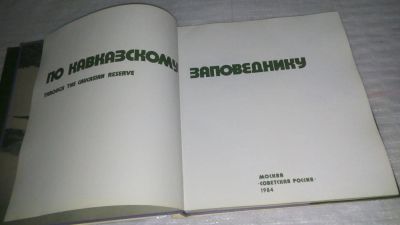 ПО КАВКАЗСКОМУ ЗАПОВЕДНИКУ
THROUGH THE CAUCASIAN RESERVE
МОСКВА
«СОВЕТСКАЯ РОССИЯ»
1984